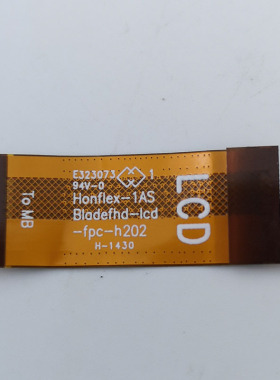 E323073 1
94V-0
Honflex-1AS
Bladefhd-lcd
-fpc-h202
H-1430
LCD
To MB